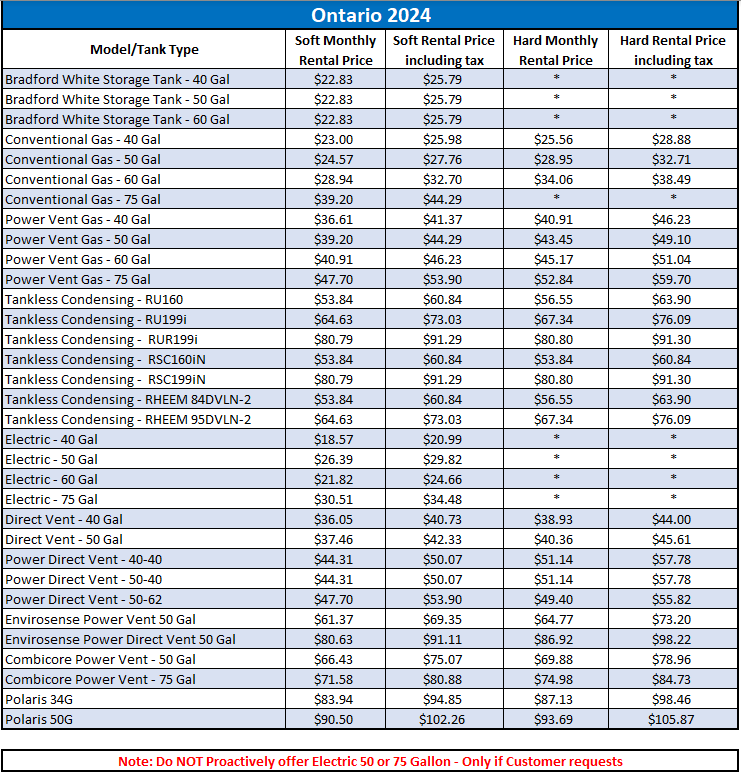 Ontario 2024
Model/Tank Type Soft Monthly Rental Price Soft Rental Price including tax Hard Monthly Rental Price Hard Rental Price including tax
Bradford White Storage Tank - 40 Gal $22.83 $25.79 * *
Bradford White Storage Tank - 50 Gal $22.83 $25.79 * *
Bradford White Storage Tank - 60 Gal $22.83 $25.79 * *
Conventional Gas - 40 Gal $23.00 $25.98 $25.56 $28.88
Conventional Gas - 50 Gal $24.57 $27.76 $28.95 $32.71
Conventional Gas - 60 Gal $28.94 $32.70 $34.06 $38.49
Conventional Gas - 75 Gal $39.20 $44.29 * *
Power Vent Gas - 40 Gal $36.61 $41.37 $40.91 $46.23
Power Vent Gas - 50 Gal $39.20 $44.29 $43.45 $49.10
Power Vent Gas - 60 Gal $40.91 $46.23 $45.17 $51.04
Power Vent Gas - 75 Gal $47.70 $53.90 $52.84 $59.70
Tankless Condensing - RU160 $53.84 $60.84 $56.55 $63.90
Tankless Condensing - RU199i $64.63 $73.03 $67.34 $76.09
Tankless Condensing - RUR199i $80.79 $91.29 $80.80 $91.30
Tankless Condensing - RSC160iN $53.84 $60.84 $53.84 $60.84
Tankless Condensing - RSC199iN $80.79 $91.29 $80.80 $91.30
Tankless Condensing - RHEEM 84DVLN-2 $53.84 $60.84 $56.55 $63.90
Tankless Condensing - RHEEM 95DVLN-2 $64.63 $73.03 $67.34 $76.09
Electric - 40 Gal $18.57 $20.99 * *
Electric - 50 Gal $26.39 $29.82 * *
Electric - 60 Gal $21.82 $24.66 * *
Electric - 75 Gal $30.51 $34.48 * *
Direct Vent - 40 Gal $36.05 $40.73 $38.93 $44.00
Direct Vent - 50 Gal $37.46 $42.33 $40.36 $45.61
Power Direct Vent - 40-40 $44.31 $50.07 $51.14 $57.78
Power Direct Vent - 50-40 $44.31 $50.07 $51.14 $57.78
Power Direct Vent - 50-62 $47.70 $53.90 $49.40 $55.82
Envirosense Power Vent 50 Gal $61.37 $69.35 $64.77 $73.20
Envirosense Power Direct Vent 50 Gal $80.63 $91.11 $86.92 $98.22
Combicore Power Vent - 50 Gal $66.43 $75.07 $69.88 $78.96
Combicore Power Vent - 75 Gal $71.58 $80.88 $74.98 $84.73
Polaris 34G $83.94 $94.85 $87.13 $98.46
Polaris 50G $90.50 $102.26 $93.69 $105.87
Note: Do NOT Proactively offer Electric 50 or 75 Gallon - Only if Customer requests